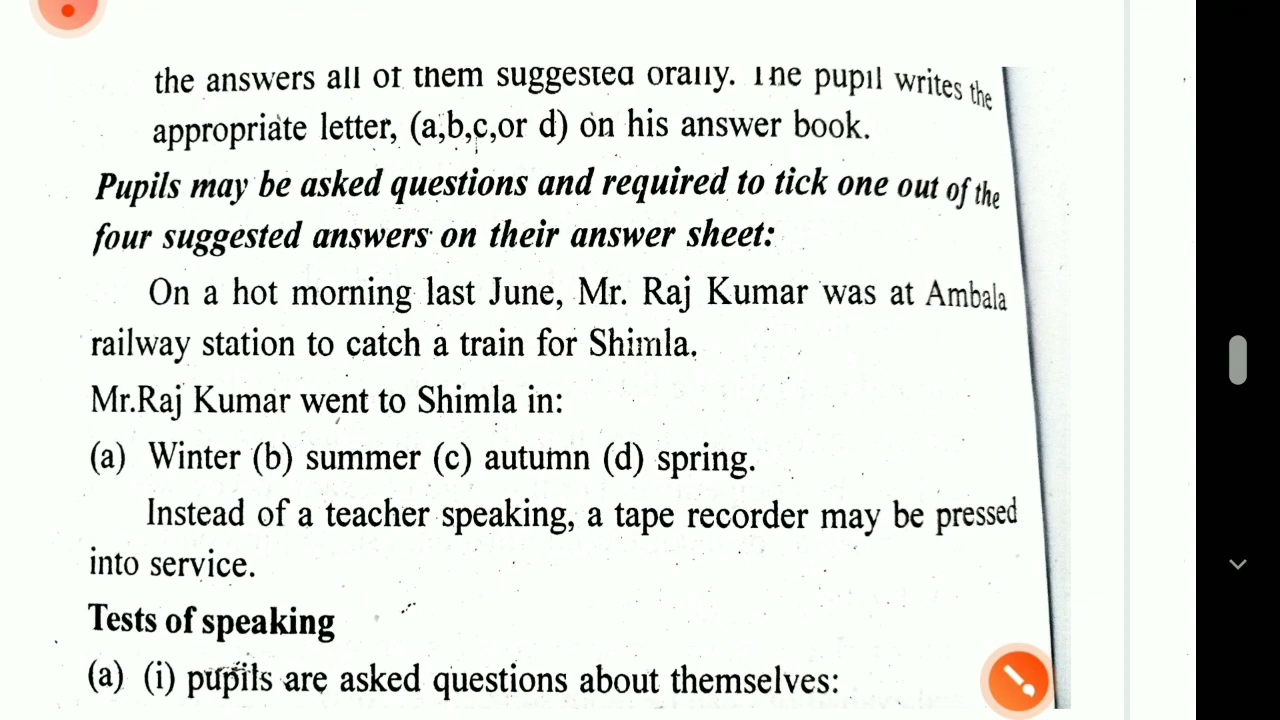 the answers all of them suggested orally. The pupil writes the
appropriate letter, (a,b,c,or d) on his answer book.
Pupils may be asked questions and required to tick one out of the
four suggested answers on their answer sheet:
On a hot morning last June, Mr. Raj Kumar was at Ambala
railway station to catch a train for Shimla.
Mr.Raj Kumar went to Shimla in:
(a) Winter (b) summer (c) autumn (d) spring.
Instead of a teacher speaking, a tape recorder may be pressed
into service.
Tests of speaking
(a) (i) pupils are asked questions about themselves: